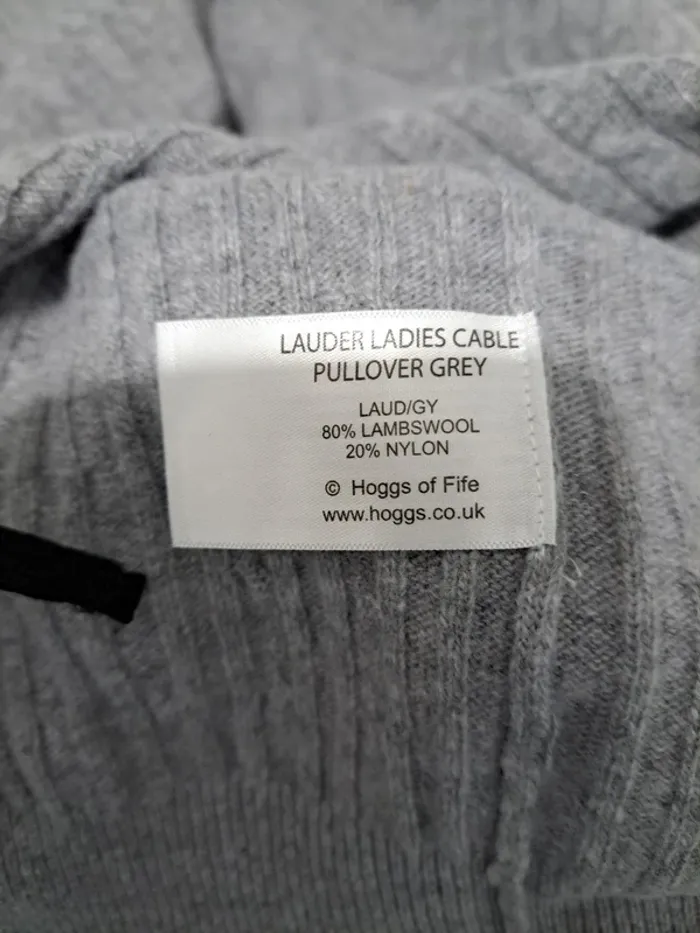 LAUDER LADIES CABLE
PULLOVER GREY
LAUD/GY
80% LAMBSWOOL
20% NYLON
© Hoggs of Fife
www.hoggs.co.uk